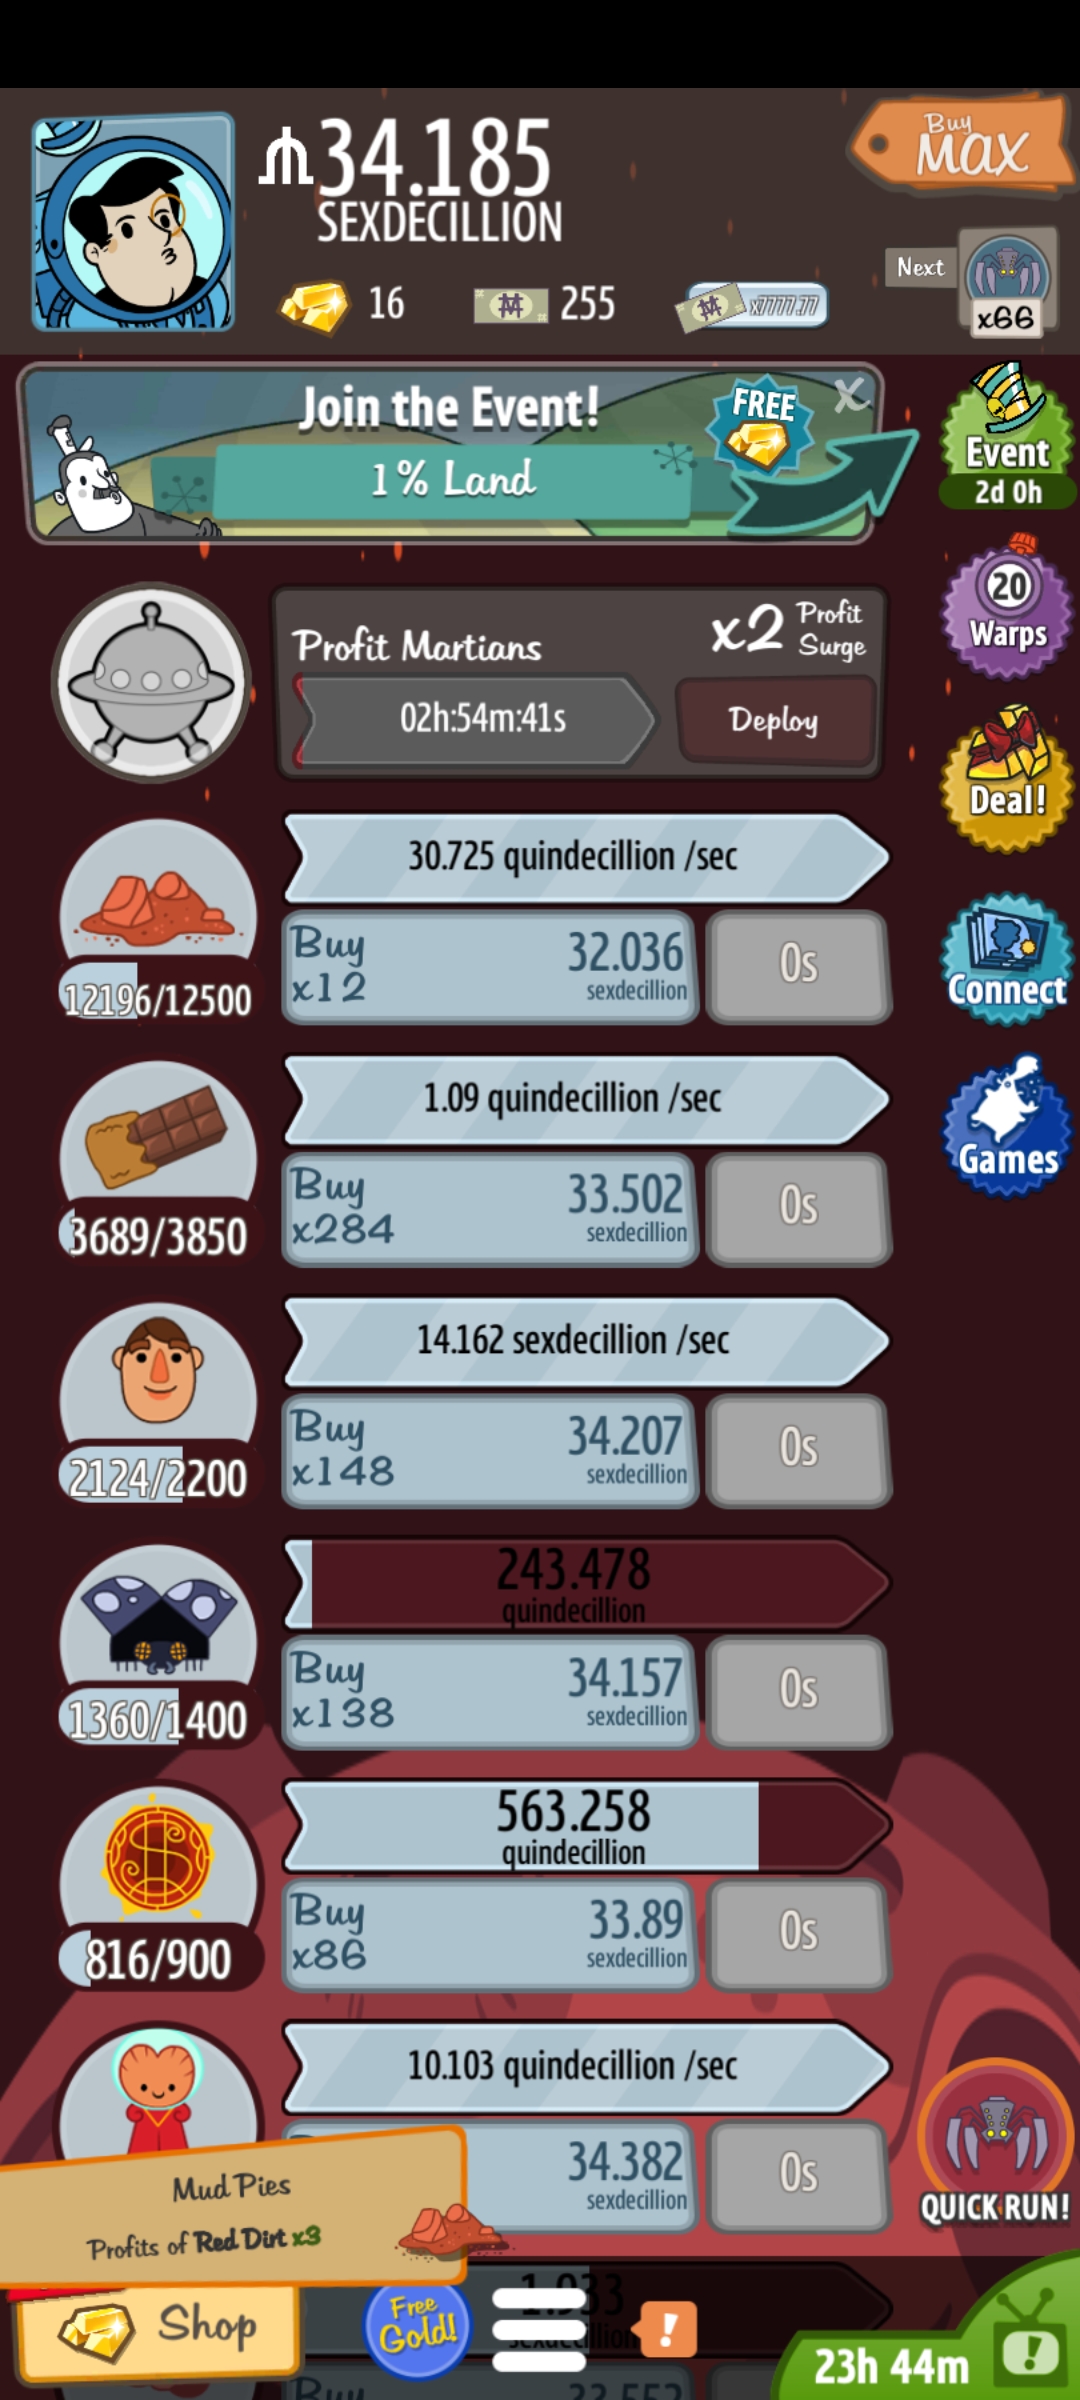 34.185
SEXDECILLION
Buy
MAX
16
255
x7777.77
Next
x66
Join the Event!
1% Land
FREE
X
Event
2d 0h
Profit Martians
x2 Profit Surge
02h:54m:41s
Deploy
20
Warps
Deal!
30.725 quindecillion /sec
Buy
x12
32.036
sexdecillion
0s
12196/12500
Connect
1.09 quindecillion /sec
Buy
x284
33.502
sexdecillion
0s
3689/3850
Games
14.162 sexdecillion /sec
Buy
x148
34.207
sexdecillion
0s
2124/2200
243.478
quindecillion
Buy
x138
34.157
sexdecillion
0s
1360/1400
563.258
quindecillion
Buy
x86
33.89
sexdecillion
0s
816/900
10.103 quindecillion /sec
34.382
sexdecillion
0s
QUICK RUN!
Mud Pies
Profits of Red Dirt x3
Shop
Free
Gold!
!
23h 44m
!
Buy